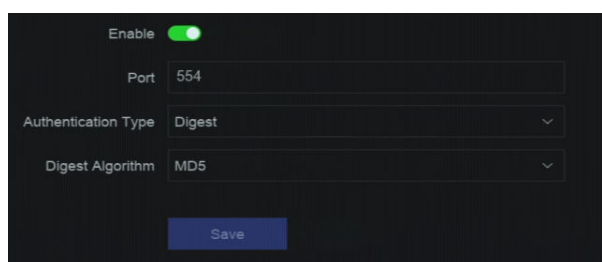 Enable
Port 554
Authentication Type Digest
Digest Algorithm MD5
Save